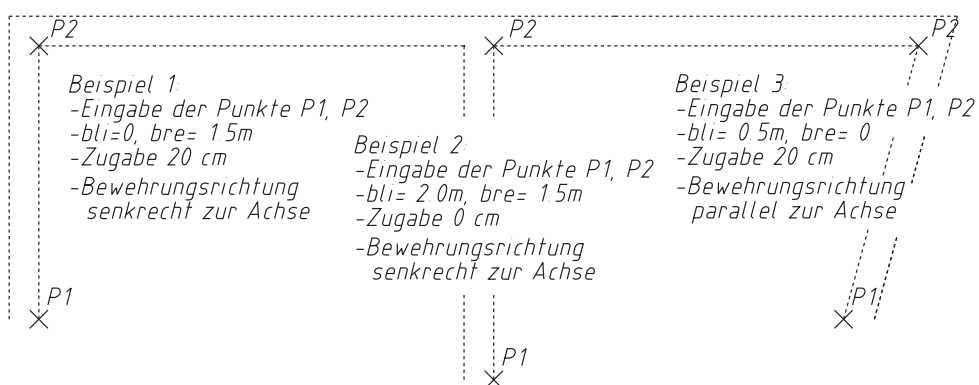 P2
P2
P2
Beispiel 1:
-Eingabe der Punkte P1, P2
-bli=0, bre= 1.5m
-Zugabe 20 cm
-Bewehrungsrichtung
senkrecht zur Achse
Beispiel 2:
-Eingabe der Punkte P1, P2
-bli= 2.0m, bre= 1.5m
-Zugabe 0 cm
-Bewehrungsrichtung
senkrecht zur Achse
Beispiel 3:
-Eingabe der Punkte P1, P2
-bli= 0.5m, bre= 0
-Zugabe 20 cm
-Bewehrungsrichtung
parallel zur Achse
P1
P1
P1